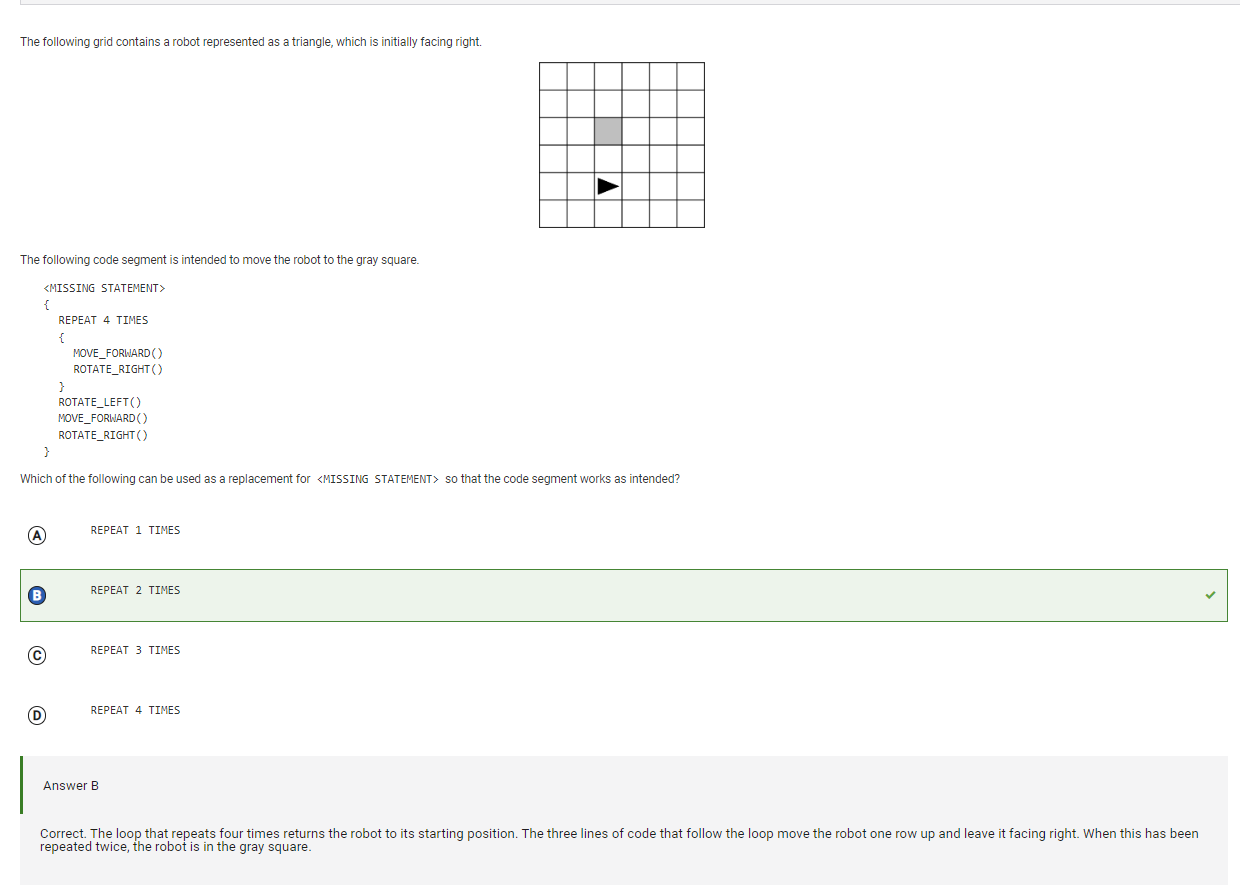 The following grid contains a robot represented as a triangle, which is initially facing right.
The following code segment is intended to move the robot to the gray square.
<MISSING STATEMENT>
{
REPEAT 4 TIMES
{
MOVE_FORWARD()
ROTATE_RIGHT()
}
ROTATE_LEFT()
MOVE_FORWARD()
ROTATE_RIGHT()
}
Which of the following can be used as a replacement for <MISSING STATEMENT> so that the code segment works as intended?
A REPEAT 1 TIMES
B REPEAT 2 TIMES
C REPEAT 3 TIMES
D REPEAT 4 TIMES
Answer B
Correct. The loop that repeats four times returns the robot to its starting position. The three lines of code that follow the loop move the robot one row up and leave it facing right. When this has been
repeated twice, the robot is in the gray square.